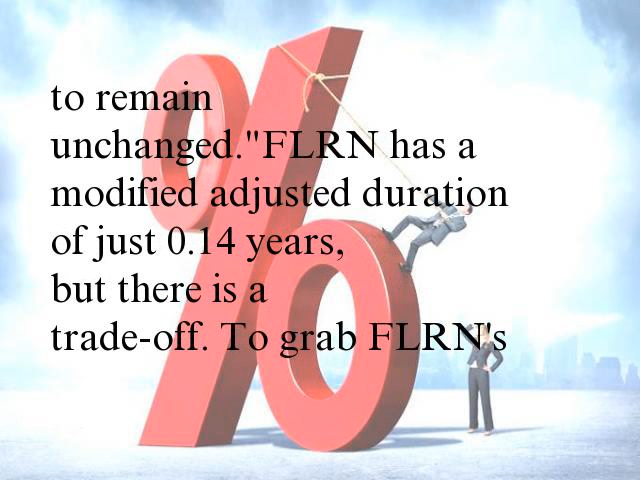 to remain
unchanged."FLRN has a
modified adjusted duration
of just 0.14 years,
but there is a
trade-off. To grab FLRN's